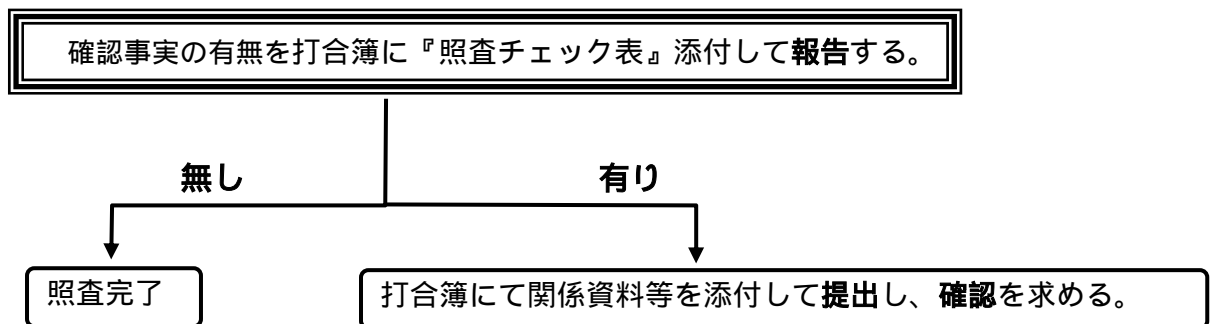 確認事実の有無を打合簿に『照査チェック表』添付して報告する。
無し
有り
照査完了
打合簿にて関係資料等を添付して提出し、確認を求める。